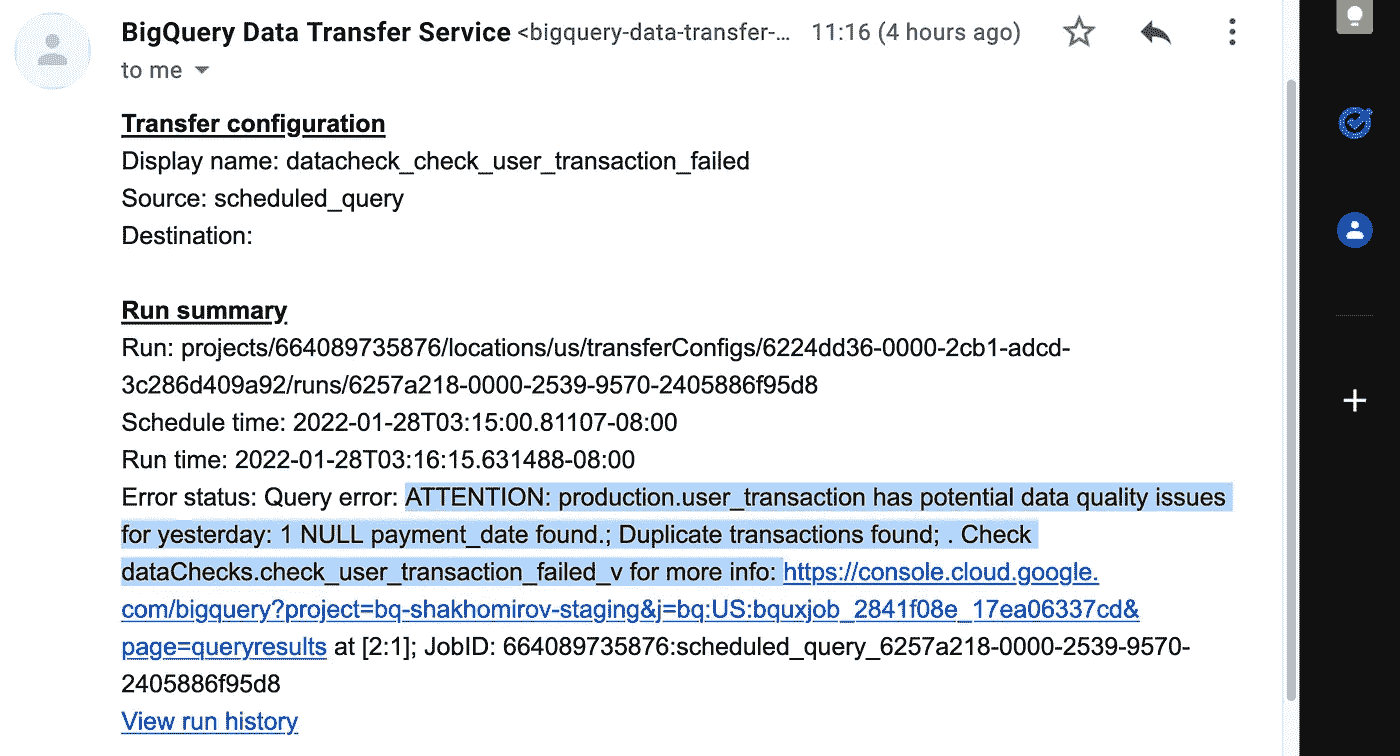 BigQuery Data Transfer Service <bigquery-data-transfer-... 11:16 (4 hours ago)
to me
Transfer configuration
Display name: datacheck_check_user_transaction_failed
Source: scheduled_query
Destination:
Run summary
Run: projects/664089735876/locations/us/transferConfigs/6224dd36-0000-2cb1-adcd-
3c286d409a92/runs/6257a218-0000-2539-9570-2405886f95d8
Schedule time: 2022-01-28T03:15:00.81107-08:00
Run time: 2022-01-28T03:16:15.631488-08:00
Error status: Query error: ATTENTION: production.user_transaction has potential data quality issues
for yesterday: 1 NULL payment_date found.; Duplicate transactions found; . Check
dataChecks.check_user_transaction_failed_v for more info: https://console.cloud.google.
com/bigquery?project=bq-shakhomirov-staging&j=bq:US:bquxjob_2841f08e_17ea06337cd&
page=queryresults at [2:1]; JobID: 664089735876:scheduled_query_6257a218-0000-2539-9570-
2405886f95d8
View run history